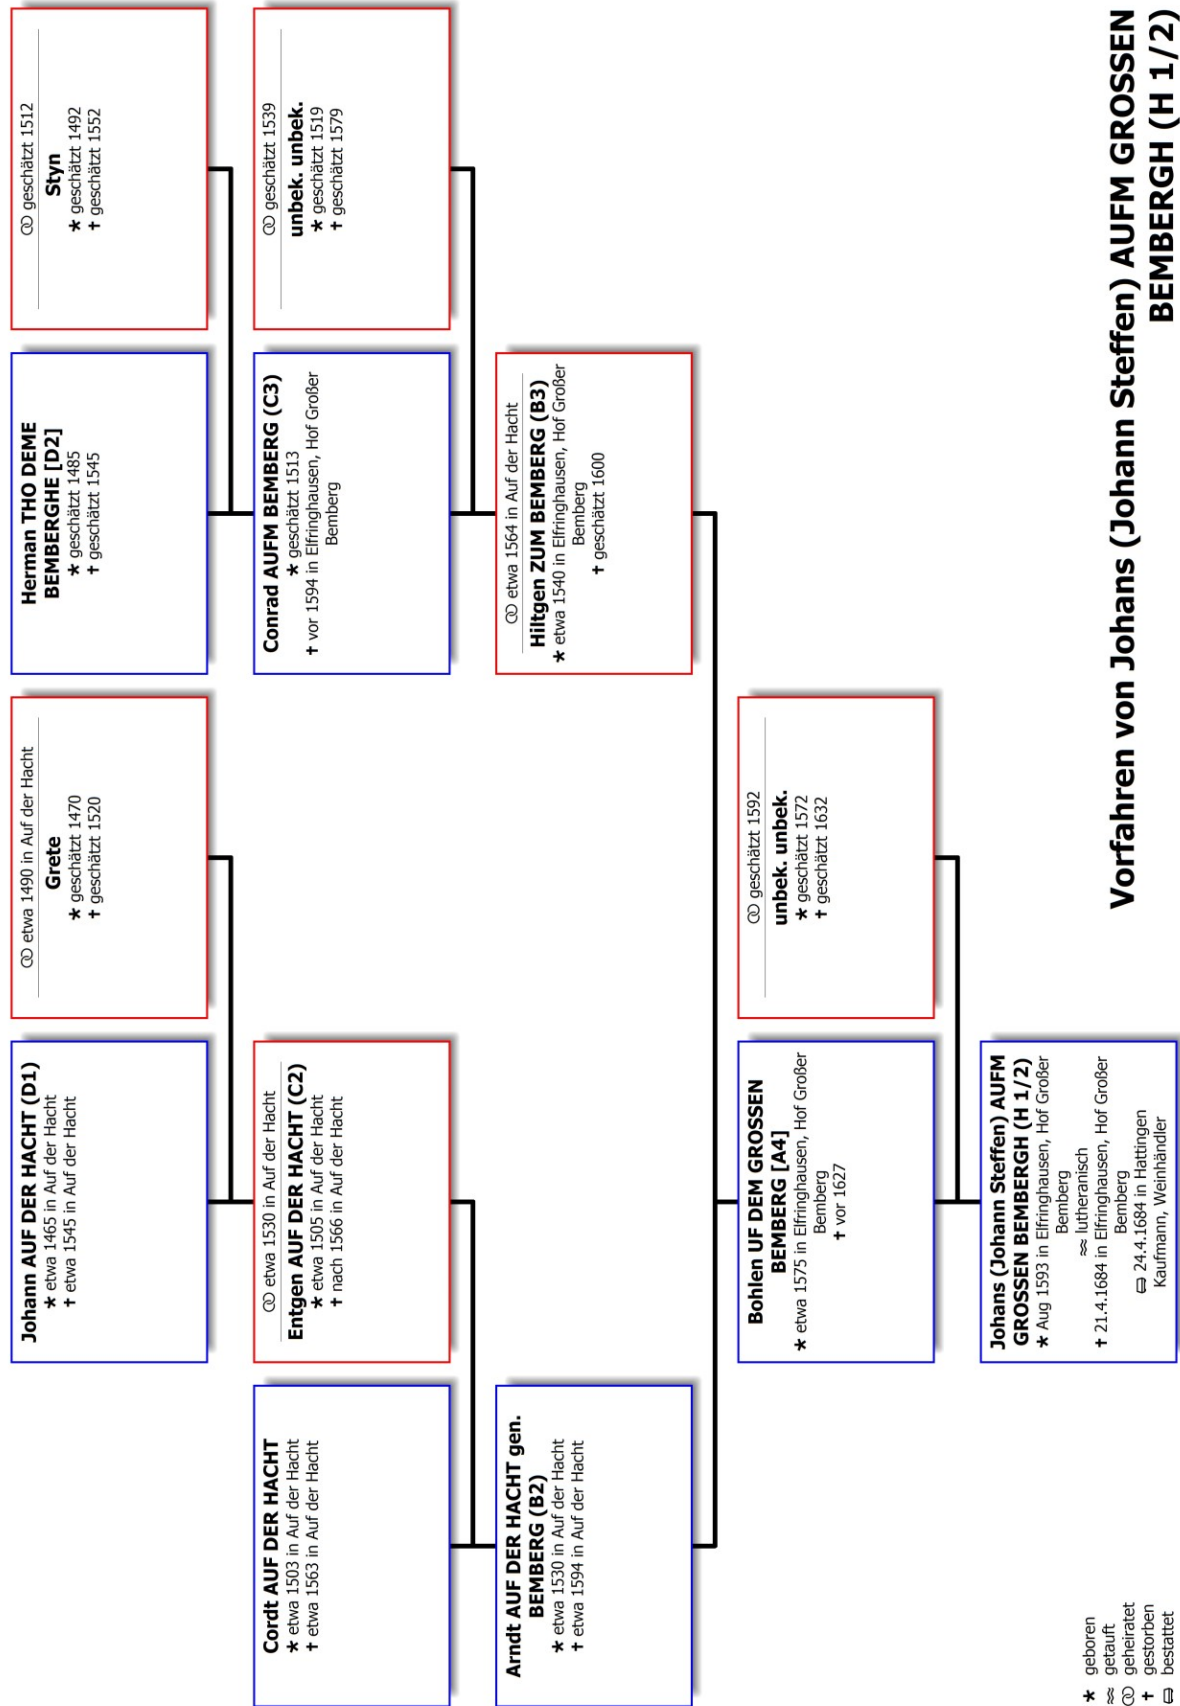 Johann AUF DER HACHT (D1)
* etwa 1465 in Auf der Hacht
† etwa 1545 in Auf der Hacht
⚭ etwa 1490 in Auf der Hacht
Grete
* geschätzt 1470
† geschätzt 1520
Herman THO DEME
BEMBERGHE [D2]
* geschätzt 1485
† geschätzt 1545
⚭ geschätzt 1512
Styn
* geschätzt 1492
† geschätzt 1552
Cordt AUF DER HACHT
* etwa 1503 in Auf der Hacht
† etwa 1563 in Auf der Hacht
⚭ etwa 1530 in Auf der Hacht
Entgen AUF DER HACHT (C2)
* etwa 1505 in Auf der Hacht
† nach 1566 in Auf der Hacht
Conrad AUFM BEMBERG (C3)
* geschätzt 1513
† vor 1594 in Elfringhausen, Hof Großer
Bemberg
⚭ geschätzt 1539
unbek. unbek.
* geschätzt 1519
† geschätzt 1579
Arndt AUF DER HACHT gen.
BEMBERG (B2)
* etwa 1530 in Auf der Hacht
† etwa 1594 in Auf der Hacht
⚭ etwa 1564 in Auf der Hacht
Hiltgen ZUM BEMBERG (B3)
* etwa 1540 in Elfringhausen, Hof Großer
Bemberg
† geschätzt 1600
Bohlen UF DEM GROSSEN
BEMBERG [A4]
* etwa 1575 in Elfringhausen, Hof Großer
Bemberg
† vor 1627
⚭ geschätzt 1592
unbek. unbek.
* geschätzt 1572
† geschätzt 1632
Johans (Johann Steffen) AUFM
GROSSEN BEMBERGH (H 1/2)
* Aug 1593 in Elfringhausen, Hof Großer
Bemberg
≈ lutheranisch
† 21.4.1684 in Elfringhausen, Hof Großer
Bemberg
⚰ 24.4.1684 in Hattingen
Kaufmann, Weinhändler
* geboren
≈ getauft
⚭ geheiratet
† gestorben
⚰ bestattet
Vorfahren von Johans (Johann Steffen) AUFM GROSSEN
BEMBERGH (H 1/2)